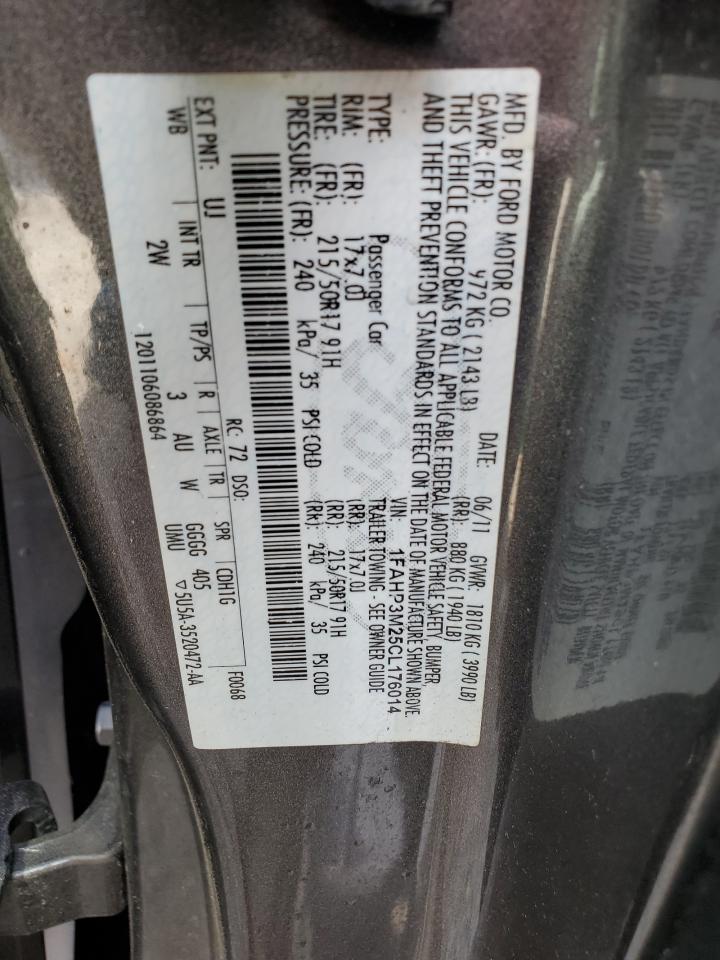 MFD. BY FORD MOTOR CO.
DATE: 06/11 GVWR: 1810 KG ( 3990 LB)
GAWR: (FR): 972 KG ( 2143 LB) (RR): 880 KG ( 1940 LB)
THIS VEHICLE CONFORMS TO ALL APPLICABLE FEDERAL MOTOR VEHICLE SAFETY, BUMPER
AND THEFT PREVENTION STANDARDS IN EFFECT ON THE DATE OF MANUFACTURE SHOWN ABOVE.
VIN: 1FAHP3M25CL176014
TYPE: Passenger Car TRAILER TOWING - SEE OWNER GUIDE
RIM: (FR): 17x7.0J (RR): 17x7.0J
TIRE: (FR): 215/50R17 91H (RR): 215/50R17 91H
PRESSURE: (FR): 240 kPa/ 35 PSI COLD (RR): 240 kPa/ 35 PSI COLD
RC: 72 DSO: F0068
EXT PNT: UJ CDH1G
WB INT TR TP/PS R AXLE TR SPR
2W 3 AU W GGGG 405
UMU
1201106086864 ▽5U5A-3520472-AA